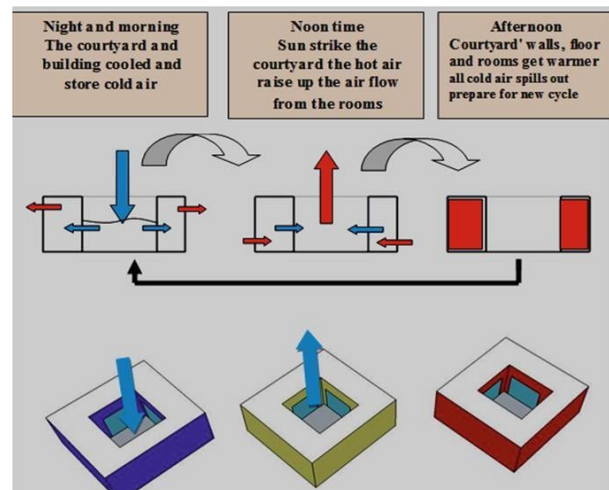 Night and morning
The courtyard and
building cooled and
store cold air
Noon time
Sun strike the
courtyard the hot air
raise up the air flow
from the rooms
Afternoon
Courtyard' walls, floor
and rooms get warmer
all cold air spills out
prepare for new cycle